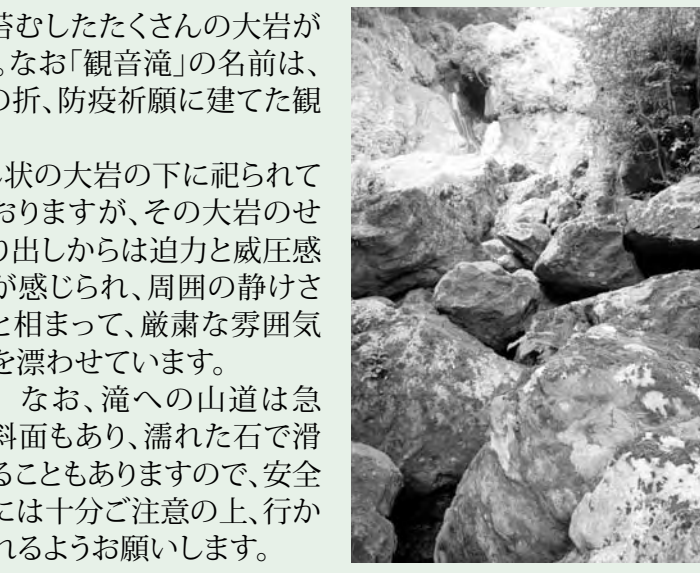 苔むしたたくさんの大岩が
。なお「観音滝」の名前は、
の折、防疫祈願に建てた観
状の大岩の下に祀られて
おりますが、その大岩のせ
り出しからは迫力と威圧感
が感じられ、周囲の静けさ
と相まって、厳粛な雰囲気
を漂わせています。
なお、滝への山道は急
斜面もあり、濡れた石で滑
ることもありますので、安全
には十分ご注意の上、行か
れるようお願いします。